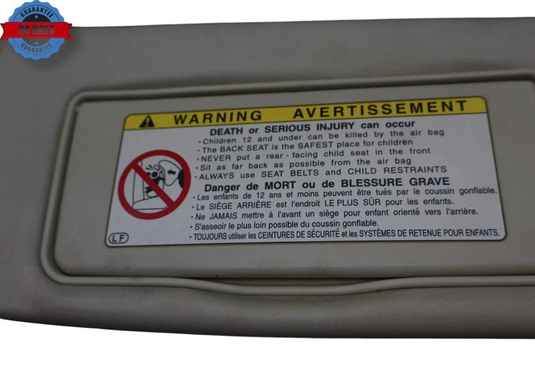 GUARANTEE
90 DAYS
GUARANTEE
WARNING AVERTISSEMENT
DEATH or SERIOUS INJURY can occur
• Children 12 and under can be killed by the air bag
• The BACK SEAT is the SAFEST place for children
• NEVER put a rear - facing child seat in the front
• Sit as far back as possible from the air bag
• ALWAYS use SEAT BELTS and CHILD RESTRAINTS
Danger de MORT ou de BLESSURE GRAVE
• Les enfants de 12 ans et moins peuvent être tués par le coussin gonflable.
• Le SIÈGE ARRIÈRE est l'endroit LE PLUS SÛR pour les enfants.
• Ne JAMAIS mettre à l'avant un siège pour enfant orienté vers l'arrière.
• S'asseoir le plus loin possible du coussin gonflable.
• TOUJOURS utiliser les CEINTURES DE SÉCURITÉ et les SYSTÈMES DE RETENUE POUR ENFANTS.
LF